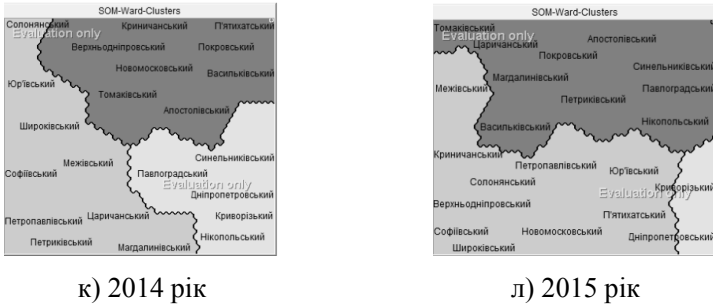 SOM-Ward-Clusters
Солонянський Криничанський П'ятихатський
Evaluation only
Верхньодніпровський Покровський
Новомосковський Васильківський
Юр'ївський
Томаківський
Апостолівський
Широківський
Синельниківський
Межівський
Софіївський Павлоградський
Evaluation only
Дніпропетровський
Царичанський Криворізький
Петропавлівський
Нікопольський
Петриківський Магдалинівський
к) 2014 рік
SOM-Ward-Clusters
Томаківський
Evaluation only
Апостолівський
Царичанський
Покровський
Синельниківський
Магдалинівський
Межівський Павлоградський
Петриківський
Нікопольський
Васильківський
Криничанський
Петропавлівський Юр'ївський
Солонянський
Evaluation only
Криворізький
Верхньодніпровський
П'ятихатський
Софіївський Новомосковський Дніпропетровський
Широківський
л) 2015 рік